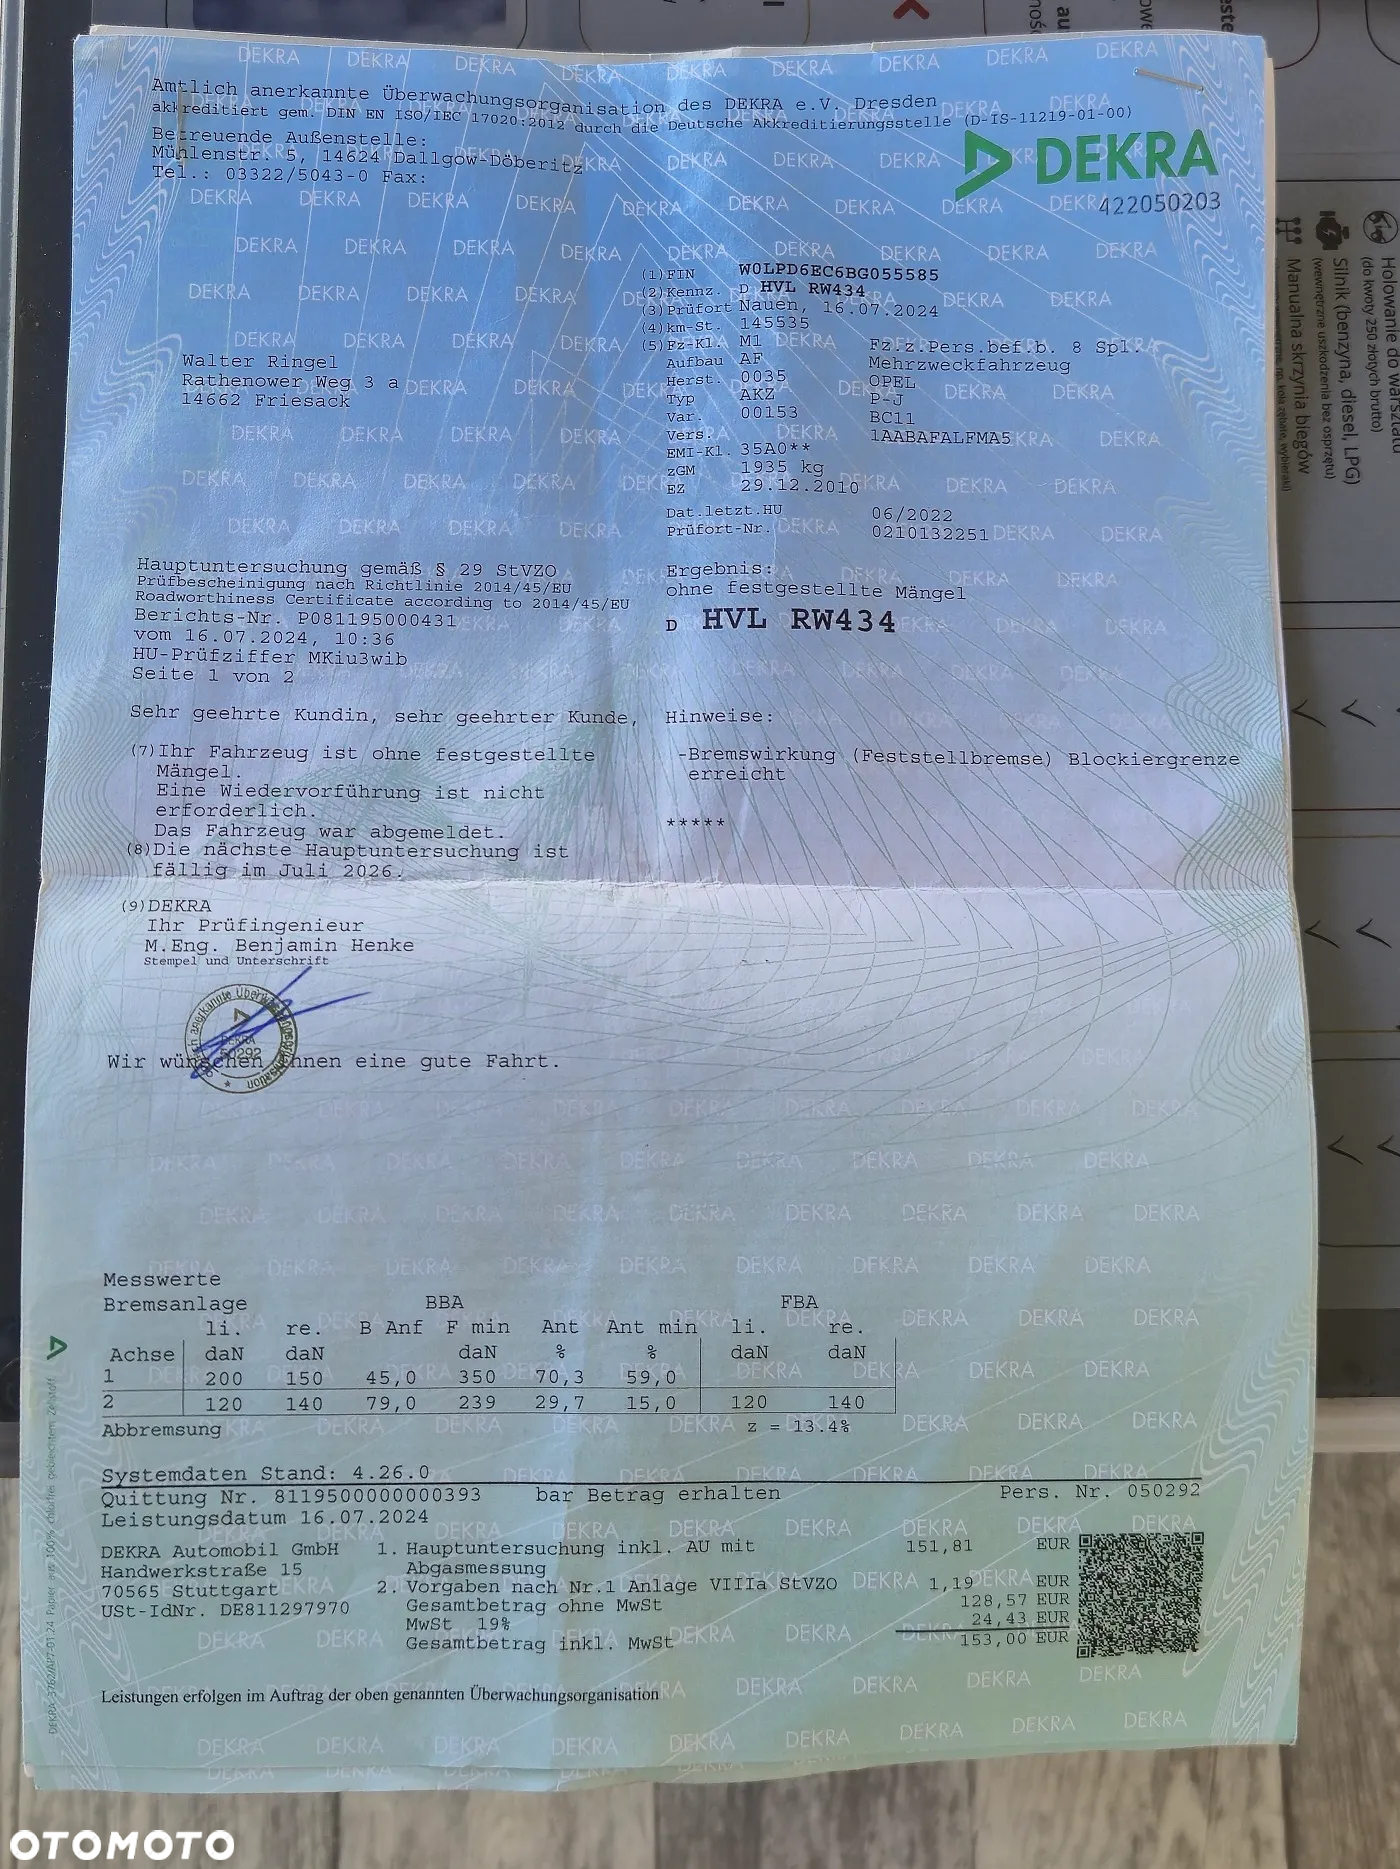 Amtlich anerkannte Überwachungsorganisation des DEKRA e.V. Dresden
akkreditiert gem. DIN EN ISO/IEC 17020:2012 durch die Deutsche Akkreditierungsstelle (D-IS-11219-01-00)
Betreuende Außenstelle:
Mühlenstr. 5, 14624 Dallgow-Döberitz
Tel.: 03322/5043-0 Fax:
DEKRA
422050203
(1) FIN W0LPD6EC6BG055585
(2) Kennz. D HVL RW434
(3) Prüfort Nauen, 16.07.2024
(4) km-St. 145535
(5) Fz-Kl. M1 Fz.z.Pers.bef.b. 8 Spl.
Aufbau AF Mehrzweckfahrzeug
Herst. 0035 OPEL
Typ AKZ P-J
Var. 00153 BC11
Vers. 1AABAFALFMA5
EMI-Kl. 35A0**
zGM 1935 kg
EZ 29.12.2010
Dat.letzt.HU 06/2022
Prüfort-Nr. 0210132251
Walter Ringel
Rathenower Weg 3 a
14662 Friesack
Hauptuntersuchung gemäß § 29 StVZO
Prüfbescheinigung nach Richtlinie 2014/45/EU
Roadworthiness Certificate according to 2014/45/EU
Berichts-Nr. P081195000431
vom 16.07.2024, 10:36
HU-Prüfziffer MKiu3wib
Seite 1 von 2
Ergebnis:
ohne festgestellte Mängel
D HVL RW434
Sehr geehrte Kundin, sehr geehrter Kunde,
(7) Ihr Fahrzeug ist ohne festgestellte
Mängel.
Eine Wiedervorführung ist nicht
erforderlich.
Das Fahrzeug war abgemeldet.
(8) Die nächste Hauptuntersuchung ist
fällig im Juli 2026.
Hinweise:
-Bremswirkung (Feststellbremse) Blockiergrenze
erreicht
*****
(9) DEKRA
Ihr Prüfingenieur
M.Eng. Benjamin Henke
Stempel und Unterschrift
Wir wünschen Ihnen eine gute Fahrt.
Messwerte
Bremsanlage BBA FBA
li. re. B Anf F min Ant Ant min li. re.
Achse daN daN daN % % daN daN
1 200 150 45,0 350 70,3 59,0
2 120 140 79,0 239 29,7 15,0 120 140
Abbremsung z = 13.4%
Systemdaten Stand: 4.26.0
Quittung Nr. 8119500000000393 bar Betrag erhalten Pers. Nr. 050292
Leistungsdatum 16.07.2024
DEKRA Automobil GmbH
Handwerkstraße 15
70565 Stuttgart
USt-IdNr. DE811297970
1. Hauptuntersuchung inkl. AU mit 151,81 EUR
Abgasmessung
2. Vorgaben nach Nr.1 Anlage VIIIa StVZO 1,19 EUR
Gesamtbetrag ohne MwSt 128,57 EUR
MwSt 19% 24,43 EUR
Gesamtbetrag inkl. MwSt 153,00 EUR
Leistungen erfolgen im Auftrag der oben genannten Überwachungsorganisation
Holowanie do warsztatu
(do kwoty 250 złotych brutto)
Silnik (benzyna, diesel, LPG)
(wewnętrzne uszkodzenia bez osprzętu)
Manualna skrzynia biegów
OTOMOTO